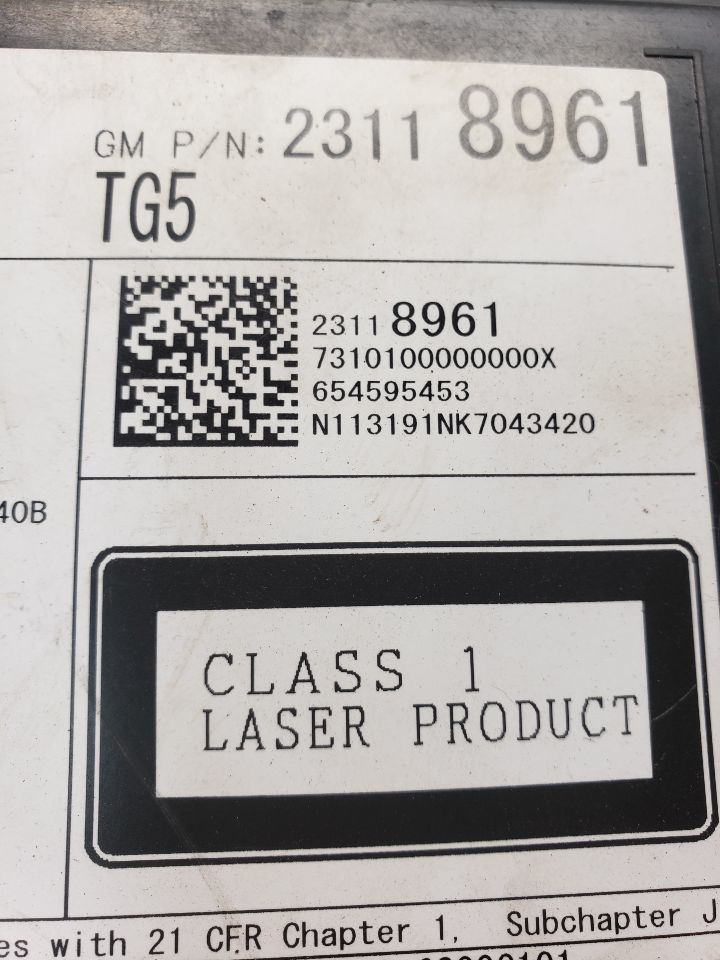 GM P/N: 2311 8961
TG5
2311 8961
7310100000000X
654595453
N113191NK7043420
40B
CLASS 1
LASER PRODUCT
es with 21 CFR Chapter 1, Subchapter J